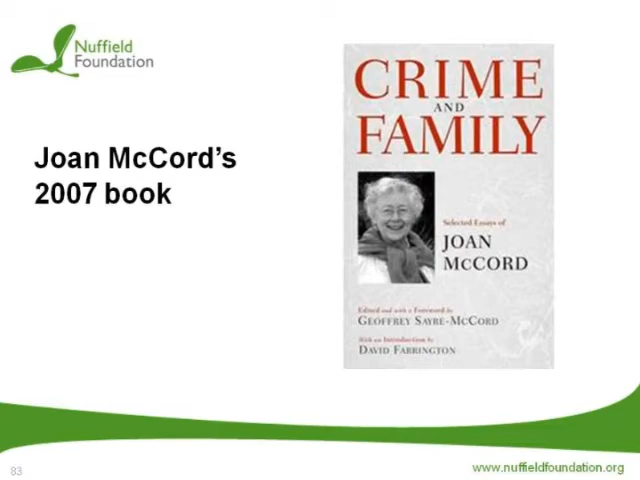 Nuffield
Foundation
Joan McCord's
2007 book
CRIME
AND
FAMILY
Selected Essays of
JOAN
MCCORD
Edited and with a Foreword by
GEOFFREY SAYRE-MCCORD
With an Introduction by
DAVID FARRINGTON
83
www.nuffieldfoundation.org